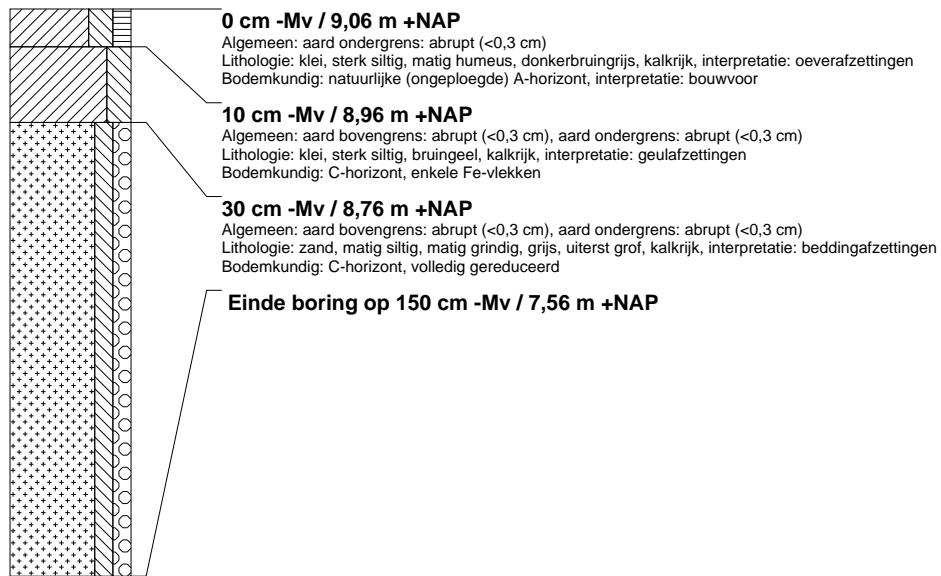 0 cm -Mv / 9,06 m +NAP
Algemeen: aard ondergrens: abrupt (<0,3 cm)
Lithologie: klei, sterk siltig, matig humeus, donkerbruingrijs, kalkrijk, interpretatie: oeverafzettingen
Bodemkundig: natuurlijke (ongeploegde) A-horizont, interpretatie: bouwvoor
10 cm -Mv / 8,96 m +NAP
Algemeen: aard bovengrens: abrupt (<0,3 cm), aard ondergrens: abrupt (<0,3 cm)
Lithologie: klei, sterk siltig, bruingeel, kalkrijk, interpretatie: geulafzettingen
Bodemkundig: C-horizont, enkele Fe-vlekken
30 cm -Mv / 8,76 m +NAP
Algemeen: aard bovengrens: abrupt (<0,3 cm), aard ondergrens: abrupt (<0,3 cm)
Lithologie: zand, matig siltig, matig grindig, grijs, uiterst grof, kalkrijk, interpretatie: beddingafzettingen
Bodemkundig: C-horizont, volledig gereduceerd
Einde boring op 150 cm -Mv / 7,56 m +NAP